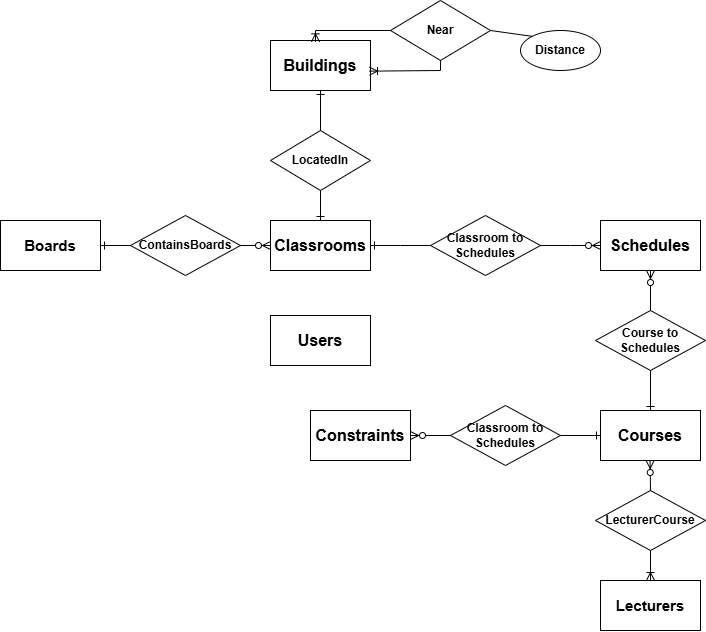 Near
Distance
Buildings
LocatedIn
Boards
ContainsBoards
Classrooms
Classroom to
Schedules
Schedules
Users
Course to
Schedules
Constraints
Classroom to
Schedules
Courses
LecturerCourse
Lecturers